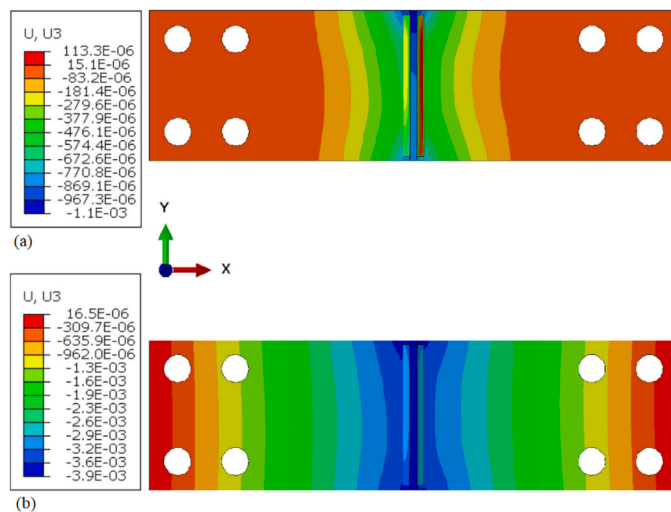 U, U3
113.3E-06
15.1E-06
-83.2E-06
-181.4E-06
-279.6E-06
-377.9E-06
-476.1E-06
-574.4E-06
-672.6E-06
-770.8E-06
-869.1E-06
-967.3E-06
-1.1E-03
(a)
Y
X
Z
U, U3
16.5E-06
-309.7E-06
-635.9E-06
-962.0E-06
-1.3E-03
-1.6E-03
-1.9E-03
-2.3E-03
-2.6E-03
-2.9E-03
-3.2E-03
-3.6E-03
-3.9E-03
(b)